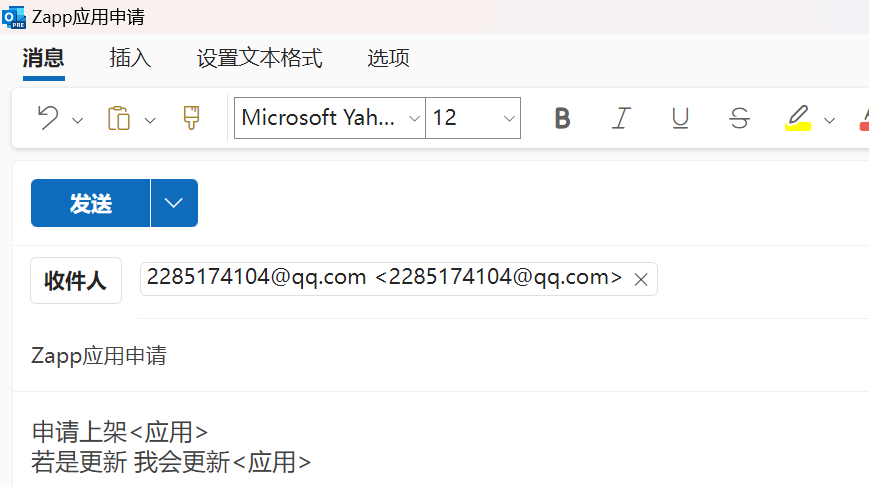 Zapp应用申请
消息 插入 设置文本格式 选项
Microsoft Yah... 12 B I U S
发送
收件人 2285174104@qq.com <2285174104@qq.com>
Zapp应用申请
申请上架<应用>
若是更新 我会更新<应用>